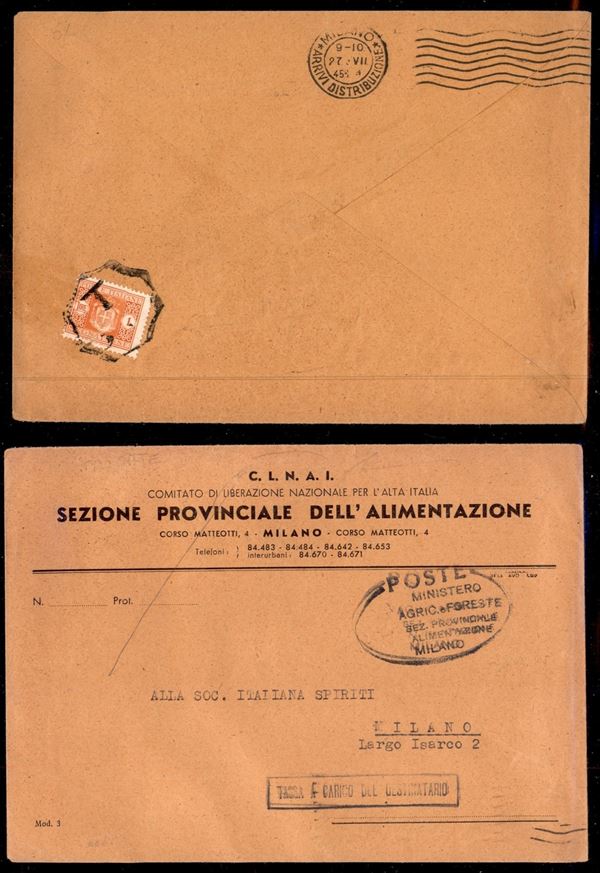 MILANO
9-10
27 VII
45
ARRIVI DISTRIBUZIONE
T
L.
C. L. N. A. I.
COMITATO DI LIBERAZIONE NAZIONALE PER L'ALTA ITALIA
SEZIONE PROVINCIALE DELL'ALIMENTAZIONE
CORSO MATTEOTTI, 4 - MILANO - CORSO MATTEOTTI, 4
Telefoni: 84.483 - 84.484 - 84.642 - 84.653
interurbani: 84.670 - 84.671
N. Prot.
POSTE
MINISTERO
AGRIC. e FORESTE
SEZ. PROVINCIALE
ALIMENTAZIONE
MILANO
ALLA SOC. ITALIANA SPIRITI
MILANO
Largo Isarco 2
TASSA A CARICO DEL DESTINATARIO
Mod. 3